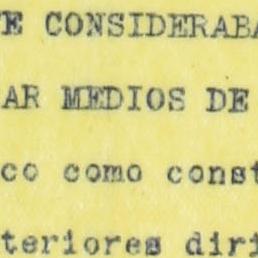 E CONSIDERABA
AR MEDIOS DE
co como const
teriores diri